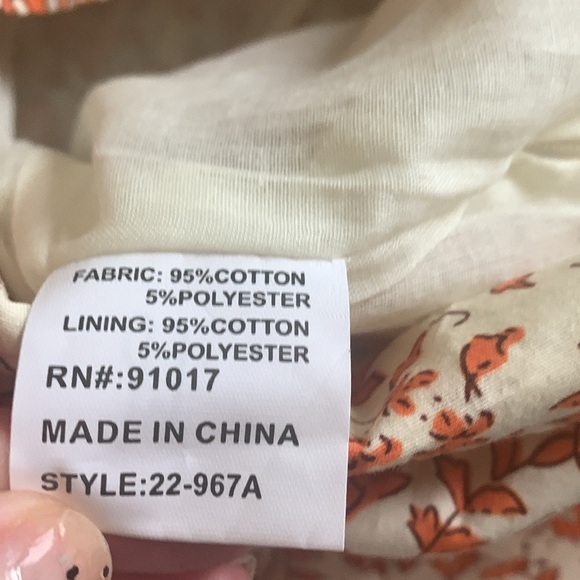 FABRIC: 95%COTTON
5%POLYESTER
LINING: 95%COTTON
5%POLYESTER
RN#:91017
MADE IN CHINA
STYLE:22-967A